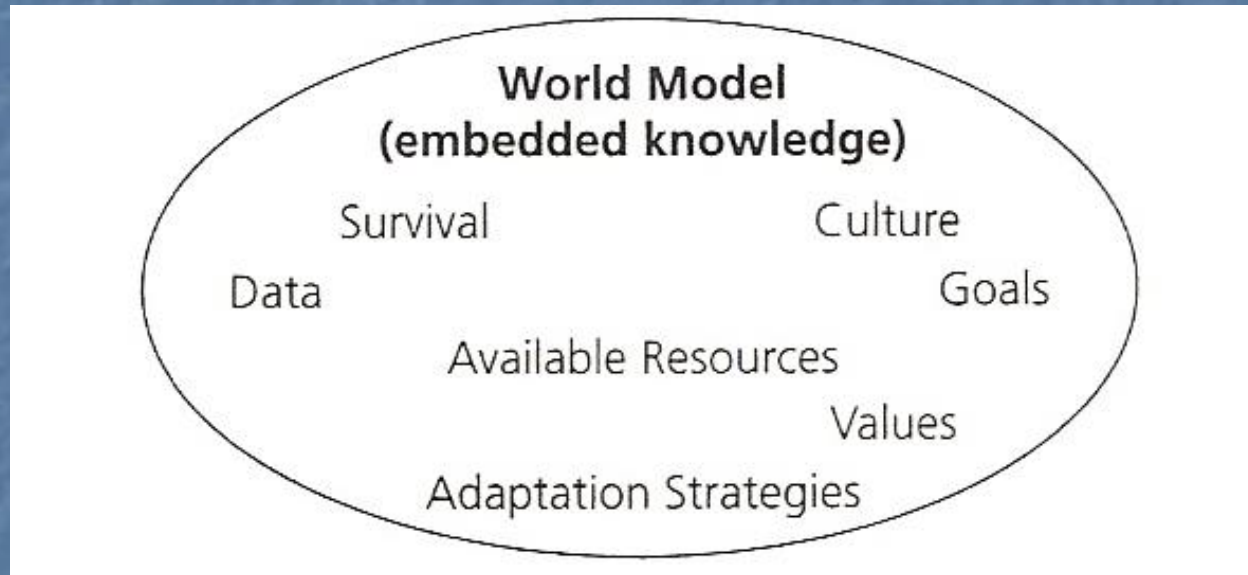 World Model
(embedded knowledge)
Survival Culture
Data Goals
Available Resources
Values
Adaptation Strategies